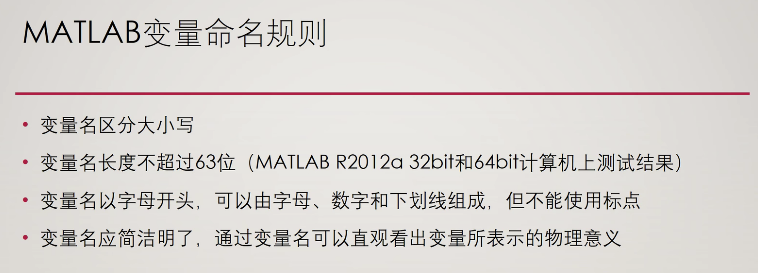 MATLAB变量命名规则
• 变量名区分大小写
• 变量名长度不超过63位（MATLAB R2012a 32bit和64bit计算机上测试结果）
• 变量名以字母开头，可以由字母、数字和下划线组成，但不能使用标点
• 变量名应简洁明了，通过变量名可以直观看出变量所表示的物理意义